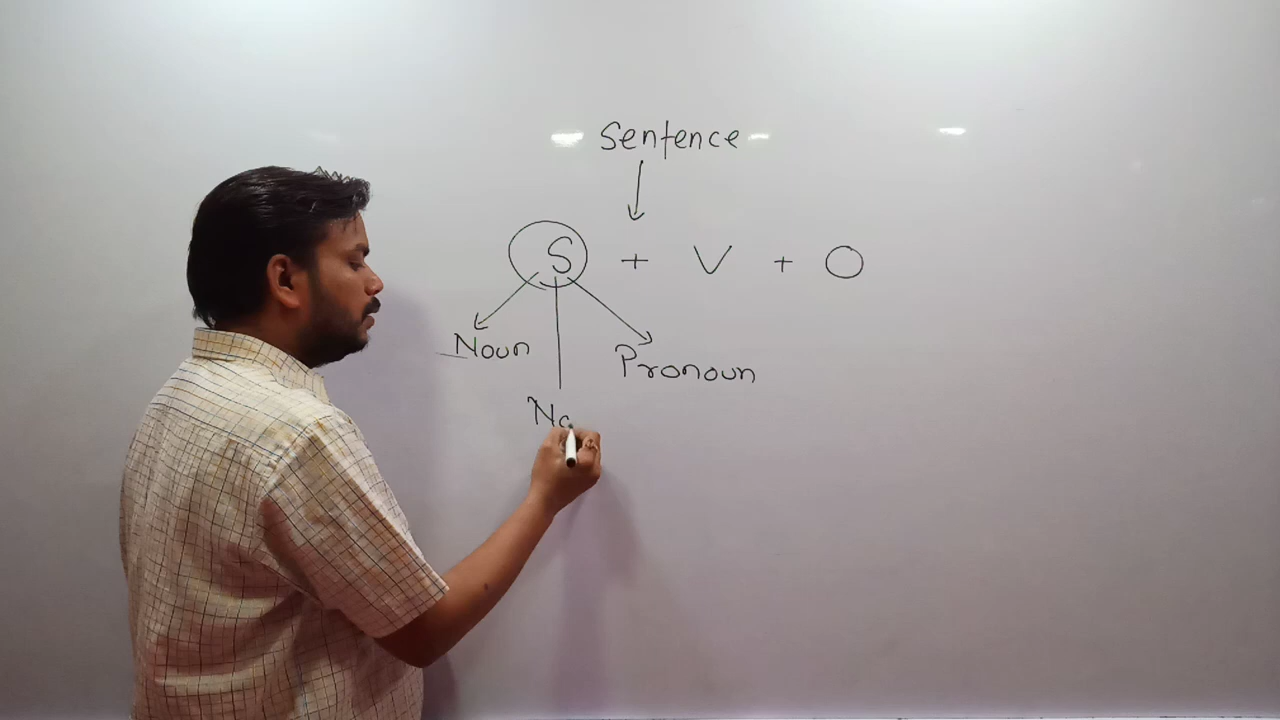 Sentence
S + V + O
Noun
Pronoun
Na